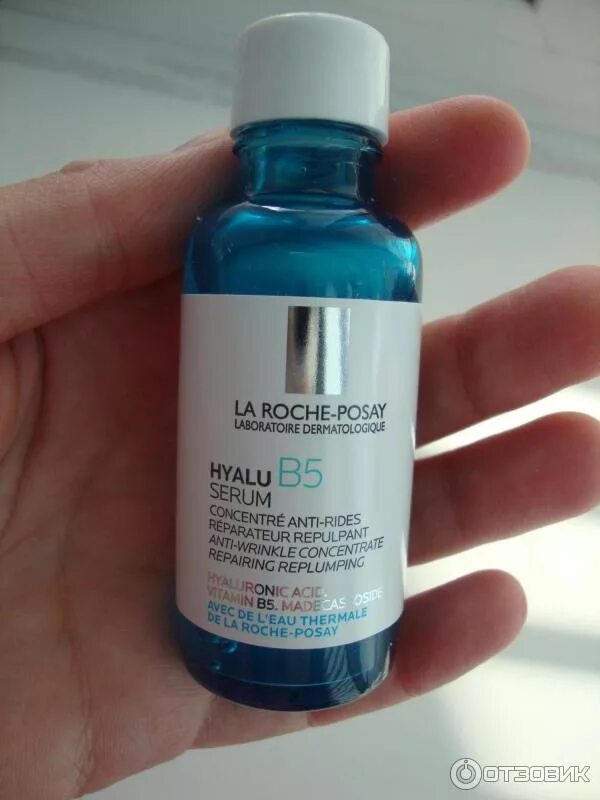 LA ROCHE-POSAY
LABORATOIRE DERMATOLOGIQUE
HYALU B5
SERUM
CONCENTRÉ ANTI-RIDES
RÉPARATEUR REPULPANT
ANTI-WRINKLE CONCENTRATE
REPAIRING REPLUMPING
HYALURONIC ACID.
VITAMIN B5. MADECASSOSIDE
AVEC DE L'EAU THERMALE
DE LA ROCHE-POSAY
ОТЗОВИК